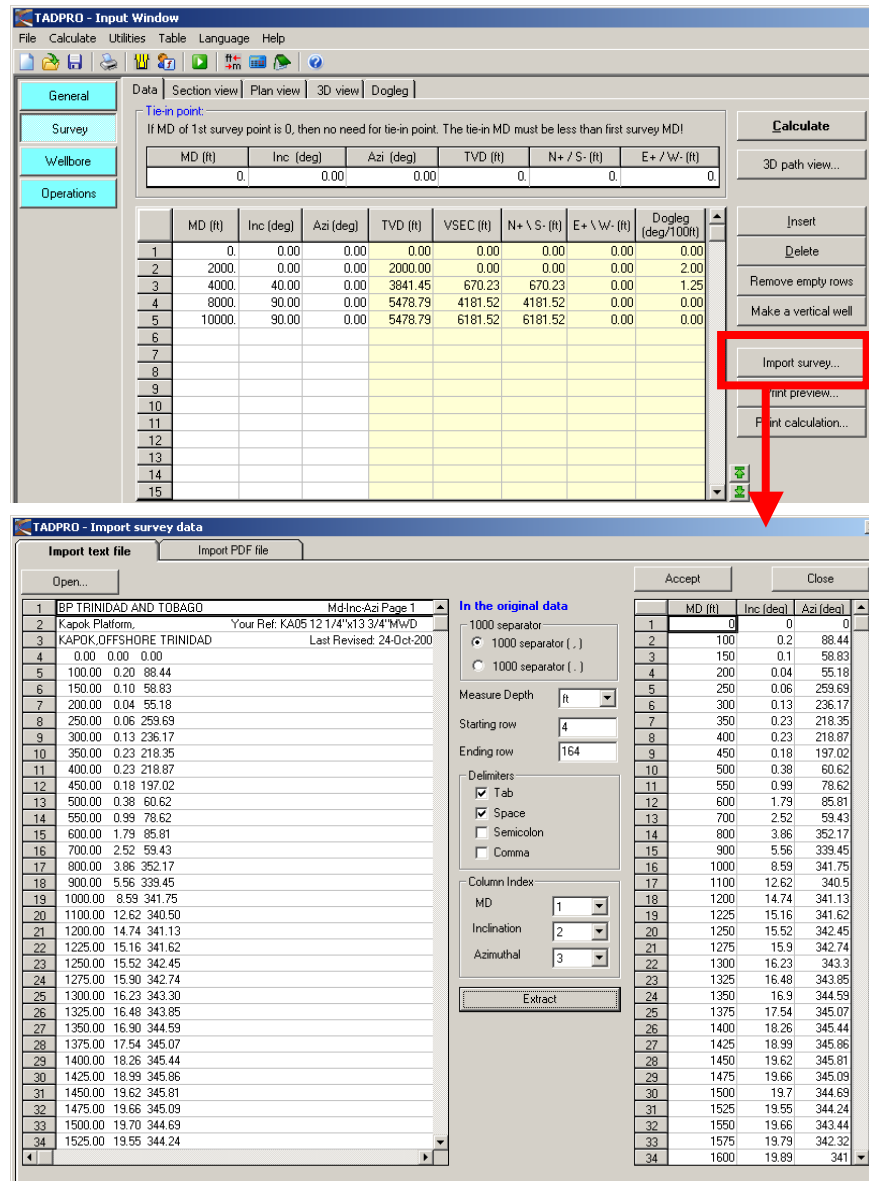 TADPRO - Input Window
File Calculate Utilities Table Language Help
General
Survey
Wellbore
Operations
Data Section view Plan view 3D view Dogleg
Tie-in point:
If MD of 1st survey point is 0, then no need for tie-in point. The tie-in MD must be less than first survey MD!
MD (ft) Inc (deg) Azi (deg) TVD (ft) N+ / S- (ft) E+ / W- (ft)
0. 0.00 0.00 0. 0. 0.
MD (ft) Inc (deg) Azi (deg) TVD (ft) VSEC (ft) N+ \ S- (ft) E+ \ W- (ft) Dogleg (deg/100ft)
1 0. 0.00 0.00 0.00 0.00 0.00 0.00 0.00
2 2000. 0.00 0.00 2000.00 0.00 0.00 0.00 2.00
3 4000. 40.00 0.00 3841.45 670.23 670.23 0.00 1.25
4 8000. 90.00 0.00 5478.79 4181.52 4181.52 0.00 0.00
5 10000. 90.00 0.00 5478.79 6181.52 6181.52 0.00 0.00
6
7
8
9
10
11
12
13
14
15
Calculate
3D path view...
Insert
Delete
Remove empty rows
Make a vertical well
Import survey...
Print preview...
Print calculation...
TADPRO - Import survey data
Import text file Import PDF file
Open...
1 BP TRINIDAD AND TOBAGO Md-Inc-Azi Page 1
2 Kapok Platform, Your Ref: KA05 12 1/4"x13 3/4"MWD
3 KAPOK,OFFSHORE TRINIDAD Last Revised: 24-Oct-200
4 0.00 0.00 0.00
5 100.00 0.20 88.44
6 150.00 0.10 58.83
7 200.00 0.04 55.18
8 250.00 0.06 259.69
9 300.00 0.13 236.17
10 350.00 0.23 218.35
11 400.00 0.23 218.87
12 450.00 0.18 197.02
13 500.00 0.38 60.62
14 550.00 0.99 78.62
15 600.00 1.79 85.81
16 700.00 2.52 59.43
17 800.00 3.86 352.17
18 900.00 5.56 339.45
19 1000.00 8.59 341.75
20 1100.00 12.62 340.50
21 1200.00 14.74 341.13
22 1225.00 15.16 341.62
23 1250.00 15.52 342.45
24 1275.00 15.90 342.74
25 1300.00 16.23 343.30
26 1325.00 16.48 343.85
27 1350.00 16.90 344.59
28 1375.00 17.54 345.07
29 1400.00 18.26 345.44
30 1425.00 18.99 345.86
31 1450.00 19.62 345.81
32 1475.00 19.66 345.09
33 1500.00 19.70 344.69
34 1525.00 19.55 344.24
In the original data
1000 separator
1000 separator ( , )
1000 separator ( . )
Measure Depth ft
Starting row 4
Ending row 164
Delimiters
Tab
Space
Semicolon
Comma
Column Index
MD 1
Inclination 2
Azimuthal 3
Extract
Accept Close
MD (ft) Inc (deg) Azi (deg)
1 0 0 0
2 100 0.2 88.44
3 150 0.1 58.83
4 200 0.04 55.18
5 250 0.06 259.69
6 300 0.13 236.17
7 350 0.23 218.35
8 400 0.23 218.87
9 450 0.18 197.02
10 500 0.38 60.62
11 550 0.99 78.62
12 600 1.79 85.81
13 700 2.52 59.43
14 800 3.86 352.17
15 900 5.56 339.45
16 1000 8.59 341.75
17 1100 12.62 340.5
18 1200 14.74 341.13
19 1225 15.16 341.62
20 1250 15.52 342.45
21 1275 15.9 342.74
22 1300 16.23 343.3
23 1325 16.48 343.85
24 1350 16.9 344.59
25 1375 17.54 345.07
26 1400 18.26 345.44
27 1425 18.99 345.86
28 1450 19.62 345.81
29 1475 19.66 345.09
30 1500 19.7 344.69
31 1525 19.55 344.24
32 1550 19.66 343.44
33 1575 19.79 342.32
34 1600 19.89 341